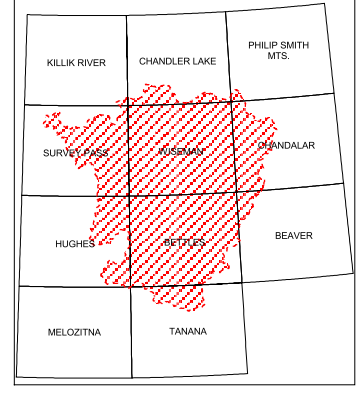 KILLIK RIVER
CHANDLER LAKE
PHILIP SMITH
MTS.
SURVEY PASS
WISEMAN
CHANDALAR
HUGHES
BETTLES
BEAVER
MELOZITNA
TANANA